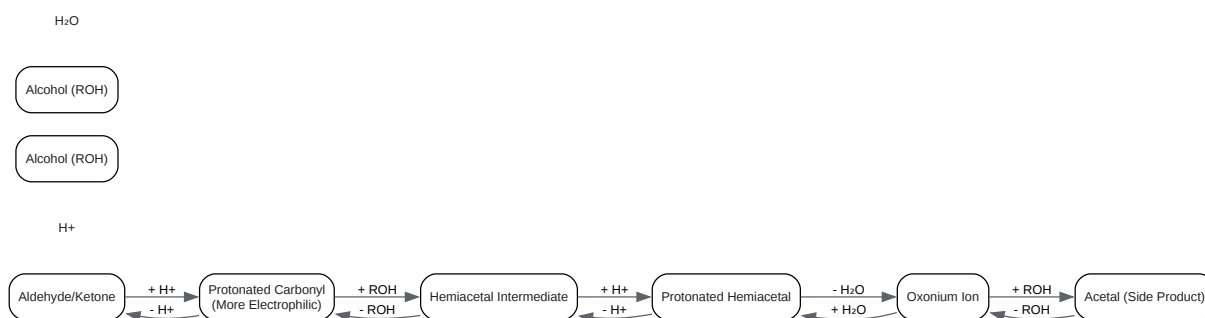 H₂O
Alcohol (ROH)
Alcohol (ROH)
H+
Aldehyde/Ketone
+ H+
- H+
Protonated Carbonyl
(More Electrophilic)
+ ROH
- ROH
Hemiacetal Intermediate
+ H+
- H+
Protonated Hemiacetal
- H₂O
+ H₂O
Oxonium Ion
+ ROH
- ROH
Acetal (Side Product)